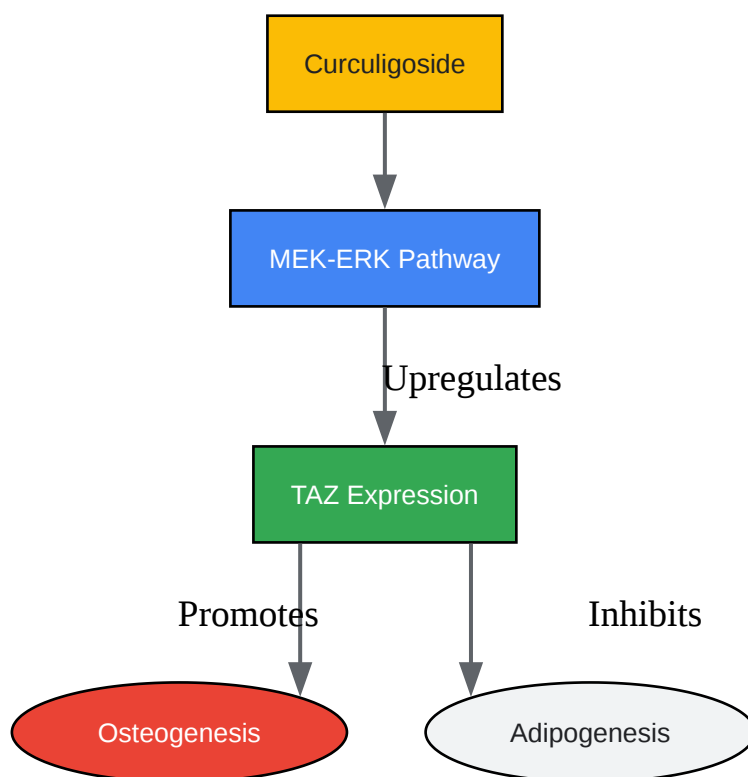 Curculigoside
MEK-ERK Pathway
Upregulates
TAZ Expression
Promotes
Inhibits
Osteogenesis
Adipogenesis